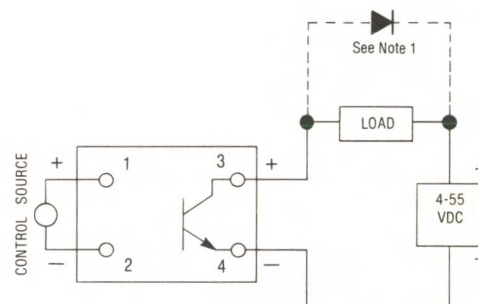 See Note 1
LOAD
CONTROL SOURCE
+
1
3
+
4-55
VDC
−
2
4
−